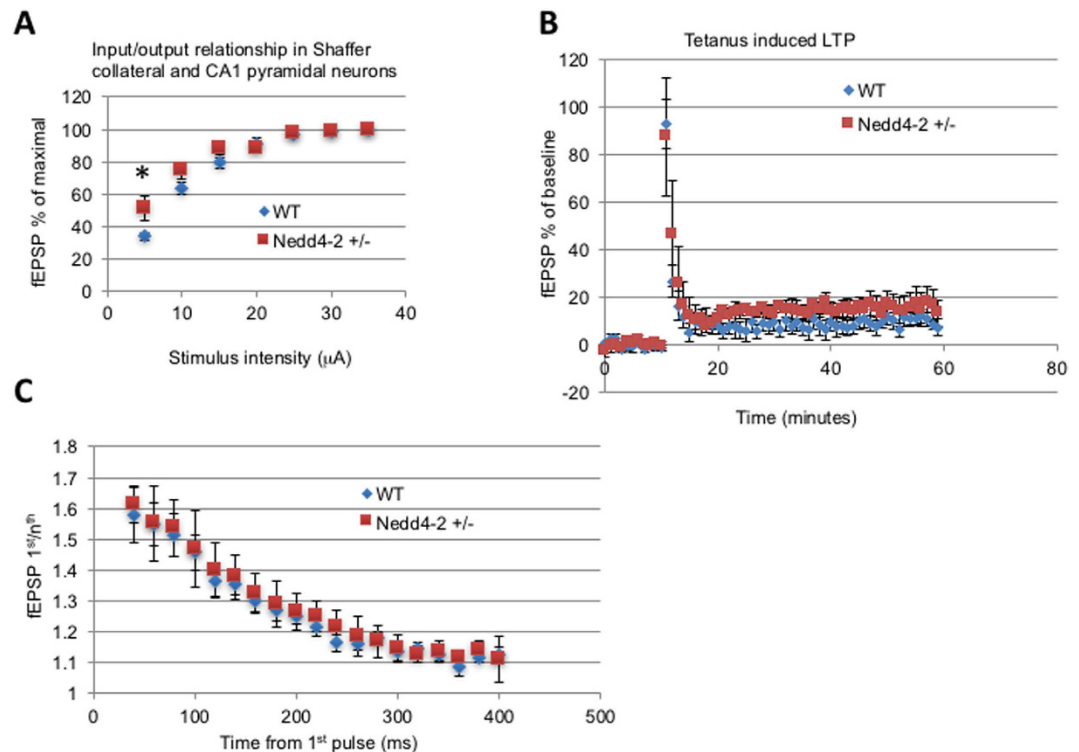 A
Input/output relationship in Shaffer
collateral and CA1 pyramidal neurons
fEPSP % of maximal
120
100
80
60
40
20
0
*
WT
Nedd4-2 +/-
0 10 20 30 40
Stimulus intensity (μA)
B
Tetanus induced LTP
fEPSP % of baseline
120
100
80
60
40
20
0
-20
WT
Nedd4-2 +/-
0 20 40 60 80
Time (minutes)
C
fEPSP 1st/nth
1.8
1.7
1.6
1.5
1.4
1.3
1.2
1.1
1
WT
Nedd4-2 +/-
0 100 200 300 400 500
Time from 1st pulse (ms)